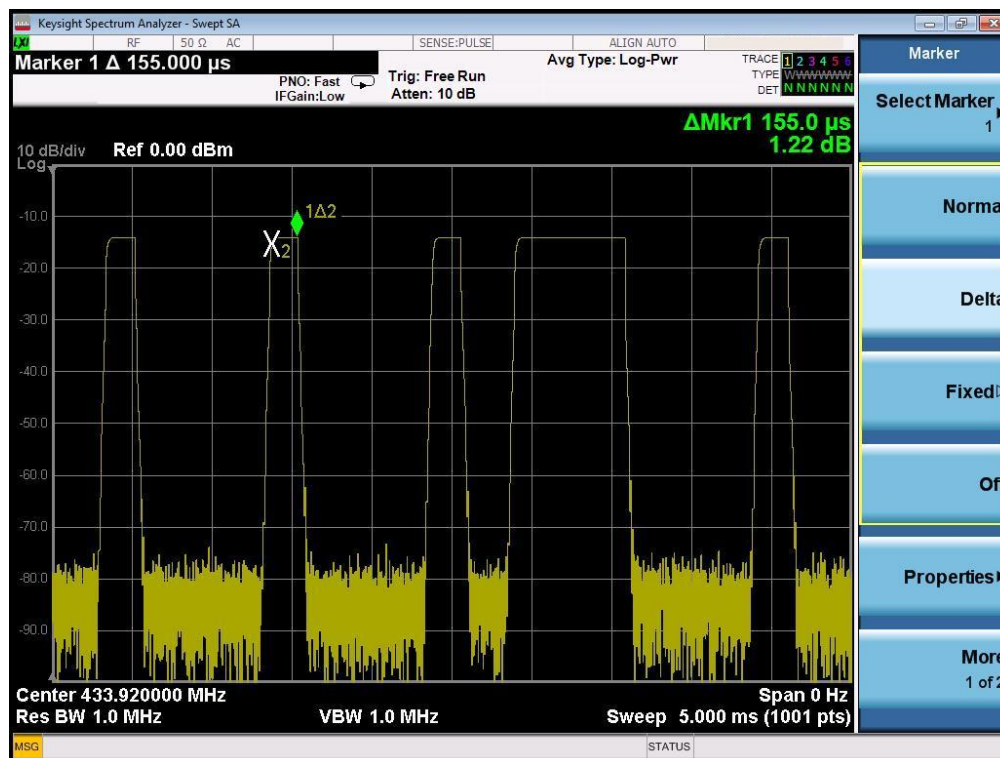 Keysight Spectrum Analyzer - Swept SA
LXI RF 50 Ω AC SENSE:PULSE ALIGN AUTO
Marker 1 Δ 155.000 µs
PNO: Fast
IFGain:Low
Trig: Free Run
Atten: 10 dB
Avg Type: Log-Pwr
TRACE 1 2 3 4 5 6
TYPE WWWWWW
DET N N N N N N
ΔMkr1 155.0 µs
1.22 dB
10 dB/div Ref 0.00 dBm
Log
1Δ2
X2
-10.0
-20.0
-30.0
-40.0
-50.0
-60.0
-70.0
-80.0
-90.0
Center 433.920000 MHz Span 0 Hz
Res BW 1.0 MHz VBW 1.0 MHz Sweep 5.000 ms (1001 pts)
MSG STATUS
Marker
Select Marker
1
Norma
Delta
Fixed
Of
Properties
More
1 of 2